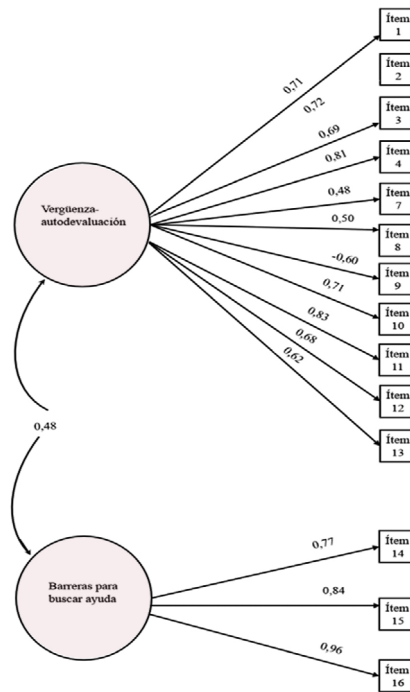 Ítem
1
Ítem
2
0,71
0,72
Ítem
3
0,69
Ítem
4
0,81
Vergüenza-
autodevaluación
Ítem
7
0,48
Ítem
8
0,50
Ítem
9
-0,60
Ítem
10
0,71
Ítem
11
0,83
Ítem
12
0,68
Ítem
13
0,62
0,48
Ítem
14
0,77
Barreras para
buscar ayuda
Ítem
15
0,84
Ítem
16
0,96